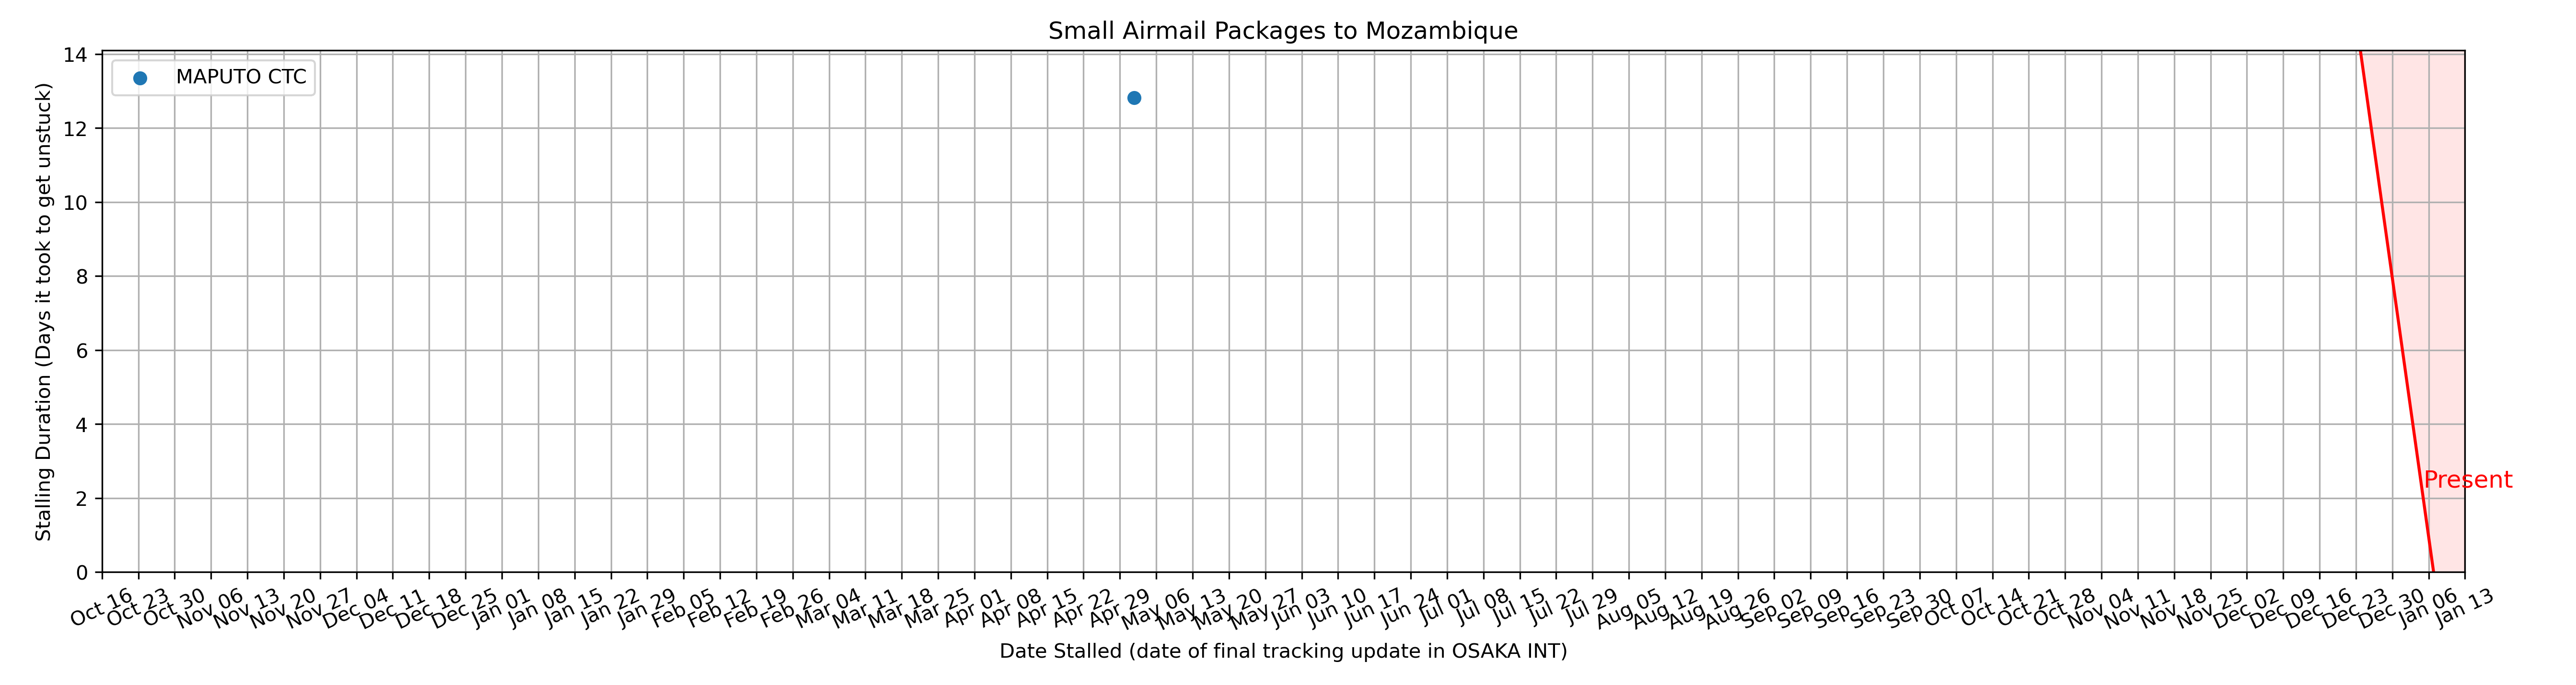 Small Airmail Packages to Mozambique
MAPUTO CTC
Stalling Duration (Days it took to get unstuck)
14
12
10
8
6
4
2
0
Present
Oct 16
Oct 23
Oct 30
Nov 06
Nov 13
Nov 20
Nov 27
Dec 04
Dec 11
Dec 18
Dec 25
Jan 01
Jan 08
Jan 15
Jan 22
Jan 29
Feb 05
Feb 12
Feb 19
Feb 26
Mar 04
Mar 11
Mar 18
Mar 25
Apr 01
Apr 08
Apr 15
Apr 22
Apr 29
May 06
May 13
May 20
May 27
Jun 03
Jun 10
Jun 17
Jun 24
Jul 01
Jul 08
Jul 15
Jul 22
Jul 29
Aug 05
Aug 12
Aug 19
Aug 26
Sep 02
Sep 09
Sep 16
Sep 23
Sep 30
Oct 07
Oct 14
Oct 21
Oct 28
Nov 04
Nov 11
Nov 18
Nov 25
Dec 02
Dec 09
Dec 16
Dec 23
Dec 30
Jan 06
Jan 13
Date Stalled (date of final tracking update in OSAKA INT)